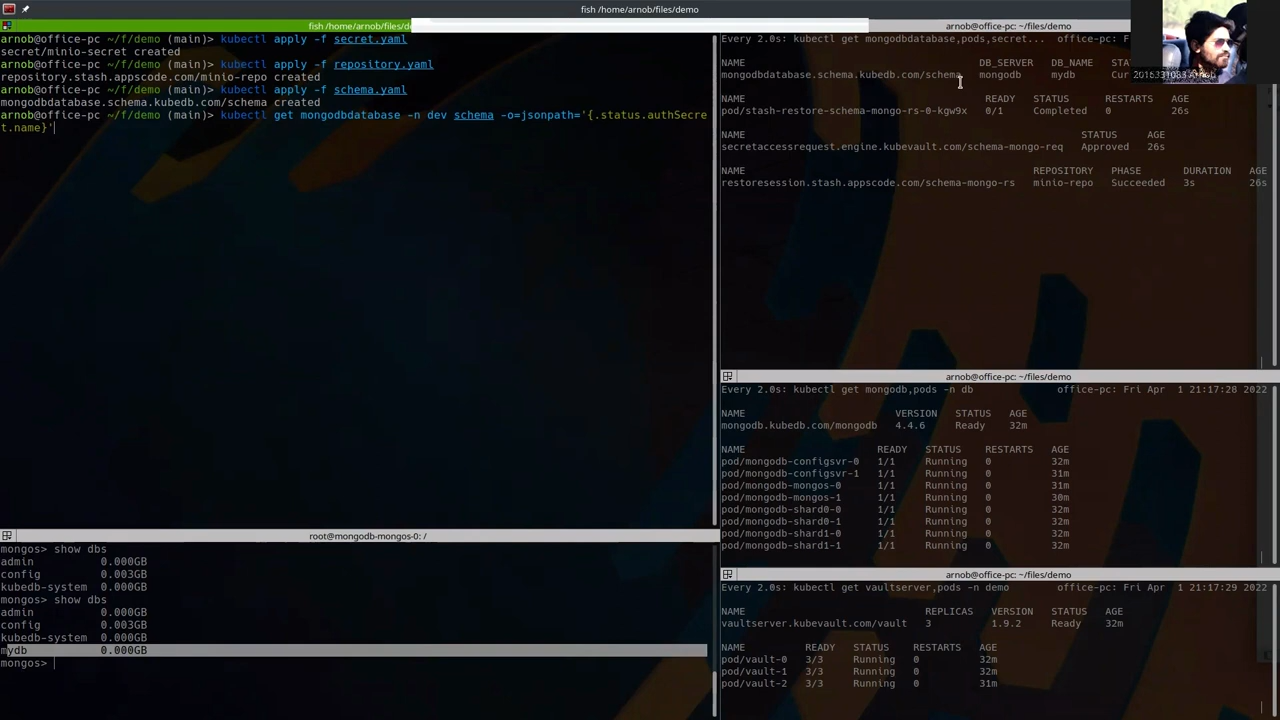 fish /home/arnob/files/demo
fish /home/arnob/files/de
arnob@office-pc ~/f/demo (main)> kubectl apply -f secret.yaml
secret/minio-secret created
arnob@office-pc ~/f/demo (main)> kubectl apply -f repository.yaml
repository.stash.appscode.com/minio-repo created
arnob@office-pc ~/f/demo (main)> kubectl apply -f schema.yaml
mongodbdatabase.schema.kubedb.com/schema created
arnob@office-pc ~/f/demo (main)> kubectl get mongodbdatabase -n dev schema -o=jsonpath='{.status.authSecre
t.name}'
root@mongodb-mongos-0: /
mongos> show dbs
admin 0.000GB
config 0.003GB
kubedb-system 0.000GB
mongos> show dbs
admin 0.000GB
config 0.003GB
kubedb-system 0.000GB
mydb 0.000GB
mongos>
arnob@office-pc: ~/files/demo
Every 2.0s: kubectl get mongodbdatabase,pods,secret... office-pc: F
NAME DB_SERVER DB_NAME STA
mongodbdatabase.schema.kubedb.com/schema mongodb mydb Cur
NAME READY STATUS RESTARTS AGE
pod/stash-restore-schema-mongo-rs-0-kgw9x 0/1 Completed 0 26s
NAME STATUS AGE
secretaccessrequest.engine.kubevault.com/schema-mongo-req Approved 26s
NAME REPOSITORY PHASE DURATION AGE
restoresession.stash.appscode.com/schema-mongo-rs minio-repo Succeeded 3s 26s
arnob@office-pc: ~/files/demo
Every 2.0s: kubectl get mongodb,pods -n db office-pc: Fri Apr 1 21:17:28 2022
NAME VERSION STATUS AGE
mongodb.kubedb.com/mongodb 4.4.6 Ready 32m
NAME READY STATUS RESTARTS AGE
pod/mongodb-configsvr-0 1/1 Running 0 32m
pod/mongodb-configsvr-1 1/1 Running 0 31m
pod/mongodb-mongos-0 1/1 Running 0 31m
pod/mongodb-mongos-1 1/1 Running 0 30m
pod/mongodb-shard0-0 1/1 Running 0 32m
pod/mongodb-shard0-1 1/1 Running 0 32m
pod/mongodb-shard1-0 1/1 Running 0 32m
pod/mongodb-shard1-1 1/1 Running 0 32m
arnob@office-pc: ~/files/demo
Every 2.0s: kubectl get vaultserver,pods -n demo office-pc: Fri Apr 1 21:17:29 2022
NAME REPLICAS VERSION STATUS AGE
vaultserver.kubevault.com/vault 3 1.9.2 Ready 32m
NAME READY STATUS RESTARTS AGE
pod/vault-0 3/3 Running 0 32m
pod/vault-1 3/3 Running 0 32m
pod/vault-2 3/3 Running 0 31m